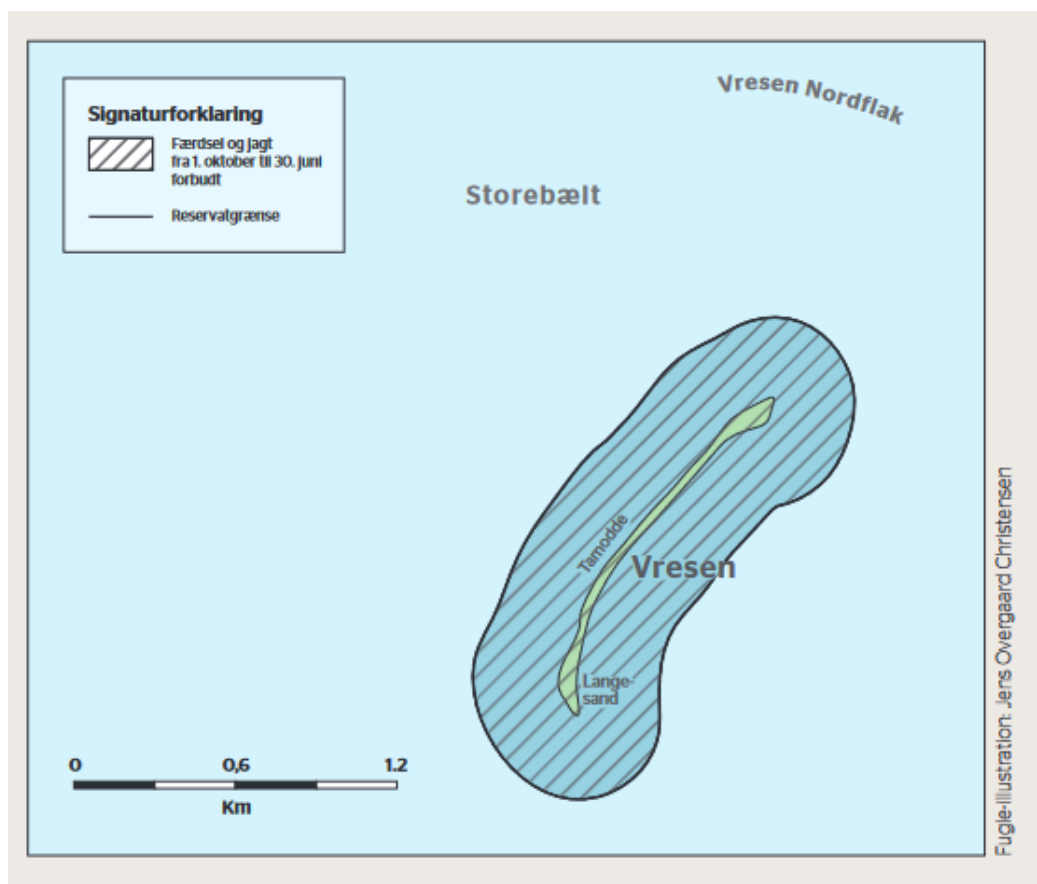 Vresen Nordflak
Signaturforklaring
Færdsel og jagt
fra 1. oktober til 30. juni
forbudt
Reservatgrænse
Storebælt
Tamodde
Vresen
Lange-
sand
0 0,6 1.2
Km
Fugle-illustration: Jens Overgaard Christensen